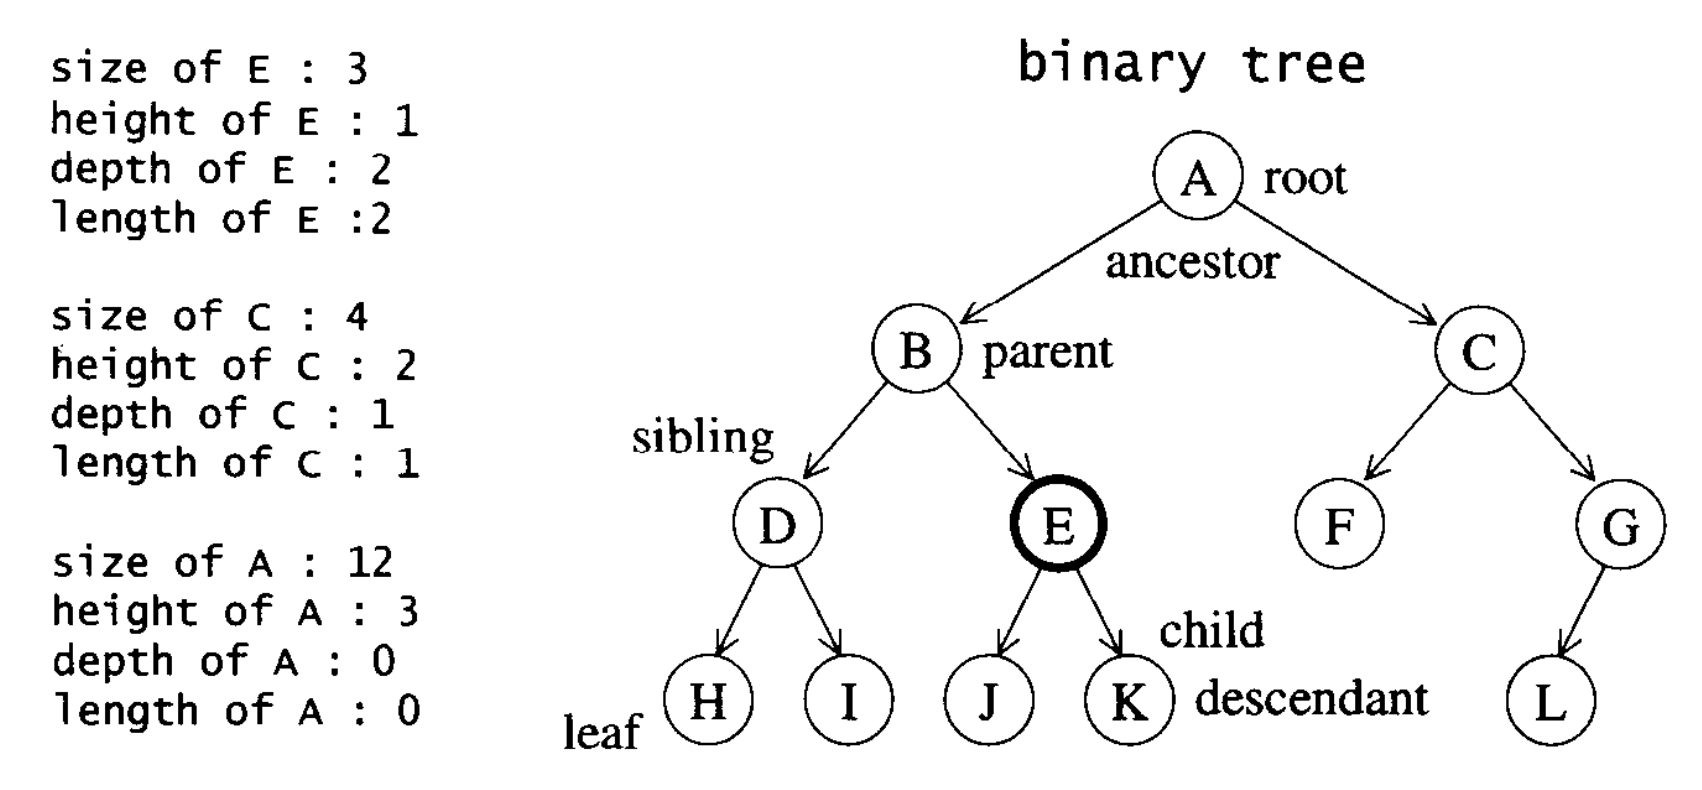 size of E : 3
height of E : 1
depth of E : 2
length of E :2
size of C : 4
height of C : 2
depth of C : 1
length of C : 1
size of A : 12
height of A : 3
depth of A : 0
length of A : 0
binary tree
A root
ancestor
B parent
C
sibling
D
E
F
G
child
H
I
J
K descendant
L
leaf